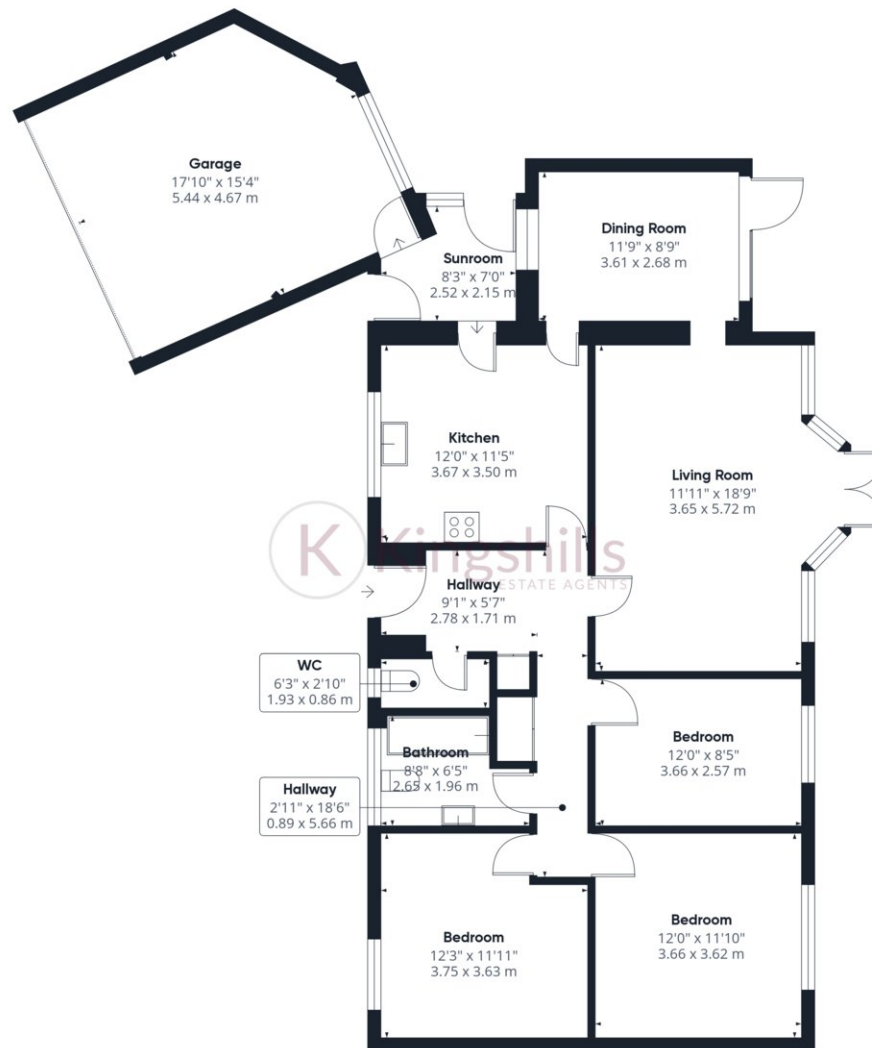 Garage
17'10" x 15'4"
5.44 x 4.67 m
Dining Room
11'9" x 8'9"
3.61 x 2.68 m
Sunroom
8'3" x 7'0"
2.52 x 2.15 m
Kitchen
12'0" x 11'5"
3.67 x 3.50 m
Living Room
11'11" x 18'9"
3.65 x 5.72 m
K Kingshills
ESTATE AGENTS
Hallway
9'1" x 5'7"
2.78 x 1.71 m
WC
6'3" x 2'10"
1.93 x 0.86 m
Bedroom
12'0" x 8'5"
3.66 x 2.57 m
Bathroom
8'8" x 6'5"
2.65 x 1.96 m
Hallway
2'11" x 18'6"
0.89 x 5.66 m
Bedroom
12'3" x 11'11"
3.75 x 3.63 m
Bedroom
12'0" x 11'10"
3.66 x 3.62 m